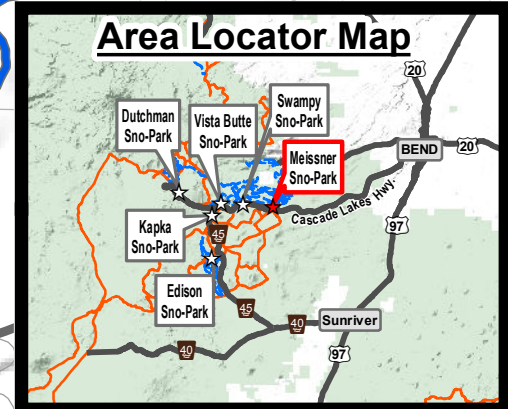 Area Locator Map
20
Dutchman
Sno-Park
Vista Butte
Sno-Park
Swampy
Sno-Park
Meissner
Sno-Park
BEND
20
Cascade Lakes Hwy.
97
Kapka
Sno-Park
45
Edison
Sno-Park
45
40
Sunriver
40
97